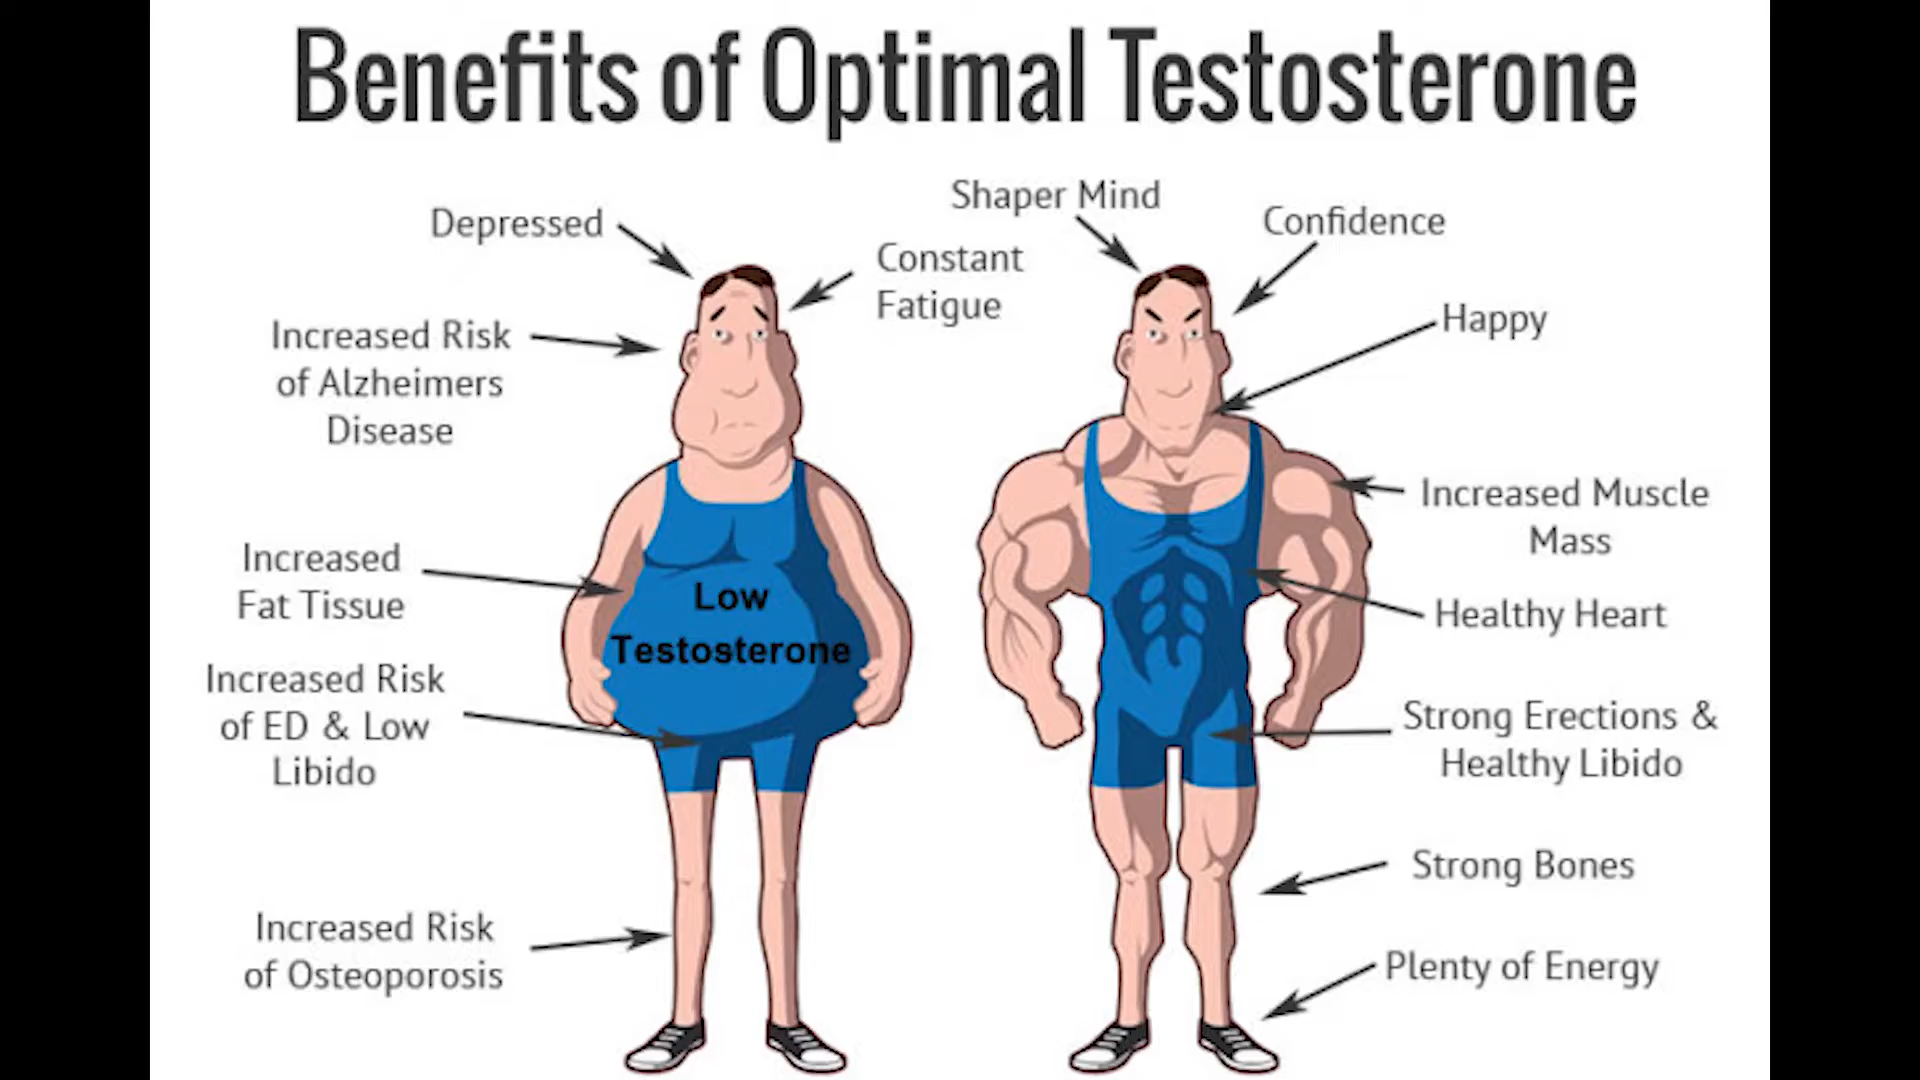 Benefits of Optimal Testosterone
Depressed
Constant
Fatigue
Increased Risk
of Alzheimers
Disease
Increased
Fat Tissue
Low
Testosterone
Increased Risk
of ED & Low
Libido
Increased Risk
of Osteoporosis
Shaper Mind
Confidence
Happy
Increased Muscle
Mass
Healthy Heart
Strong Erections &
Healthy Libido
Strong Bones
Plenty of Energy